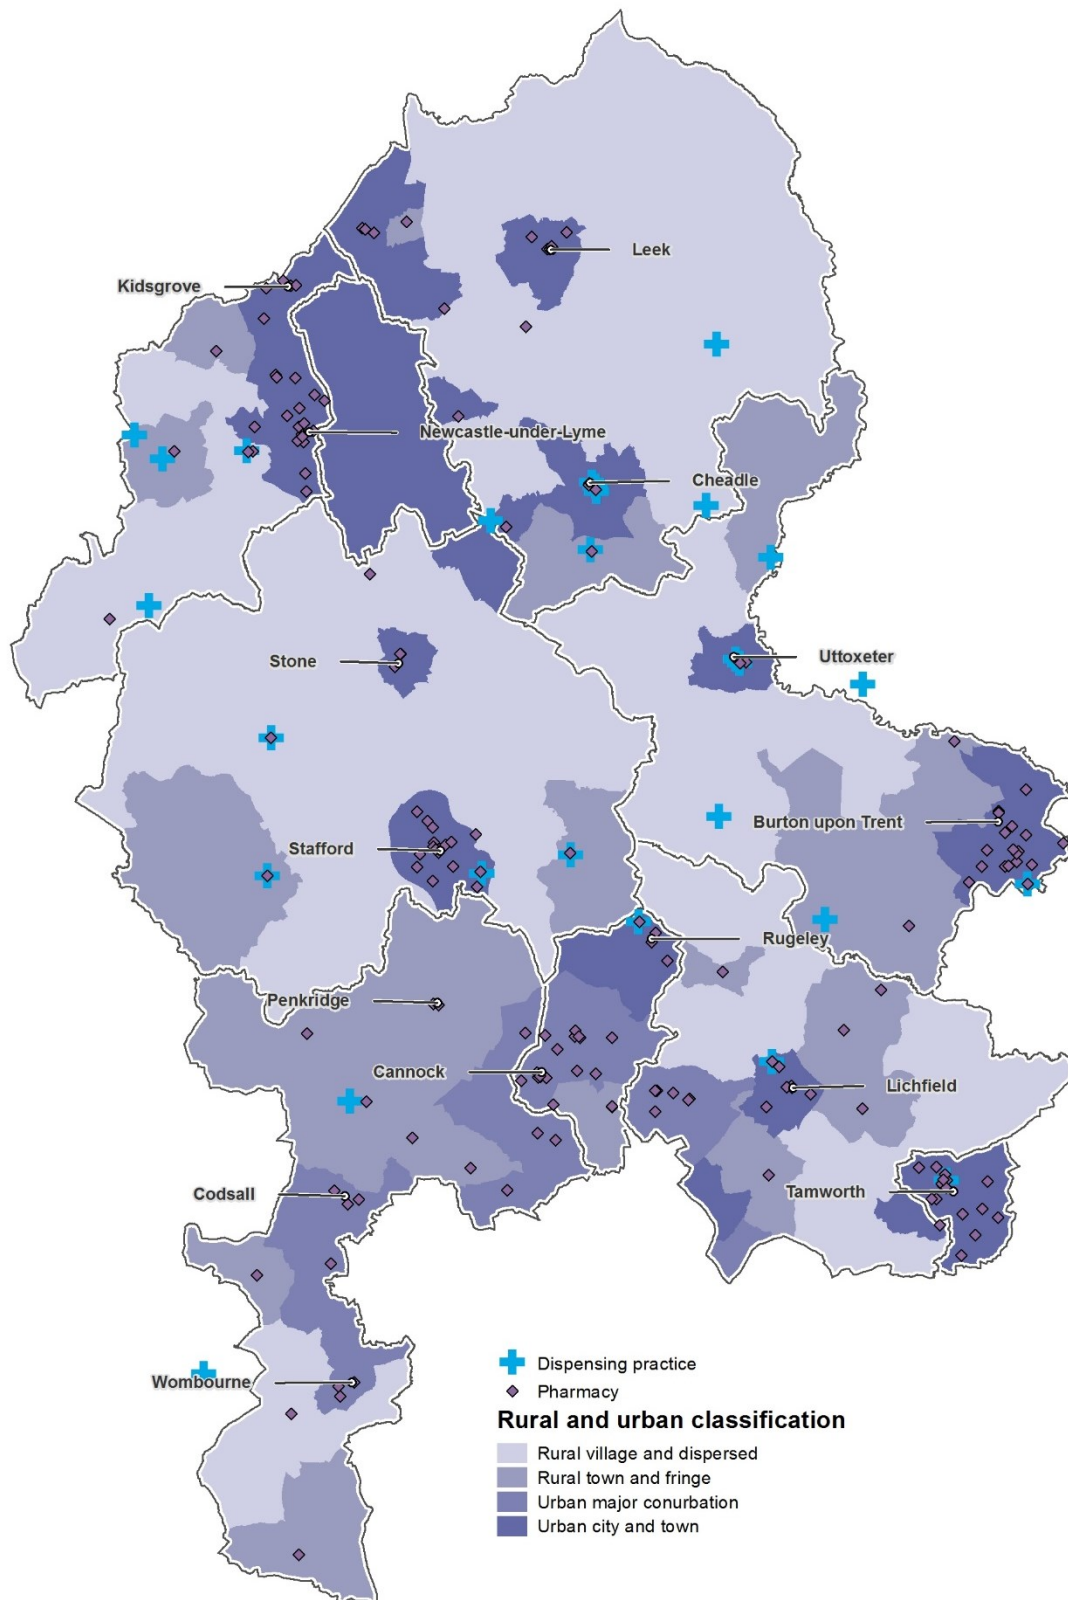 Leek
Kidsgrove
Newcastle-under-Lyme
Cheadle
Stone
Uttoxeter
Burton upon Trent
Stafford
Rugeley
Penkridge
Cannock
Lichfield
Codsall
Tamworth
Wombourne
Dispensing practice
Pharmacy
Rural and urban classification
Rural village and dispersed
Rural town and fringe
Urban major conurbation
Urban city and town